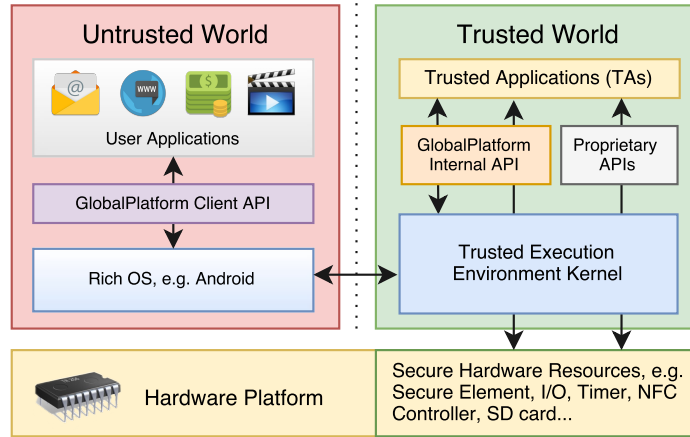 Untrusted World
@
WWW
$
User Applications
GlobalPlatform Client API
Rich OS, e.g. Android
Trusted World
Trusted Applications (TAs)
GlobalPlatform
Internal API
Proprietary
APIs
Trusted Execution
Environment Kernel
Hardware Platform
Secure Hardware Resources, e.g.
Secure Element, I/O, Timer, NFC
Controller, SD card...